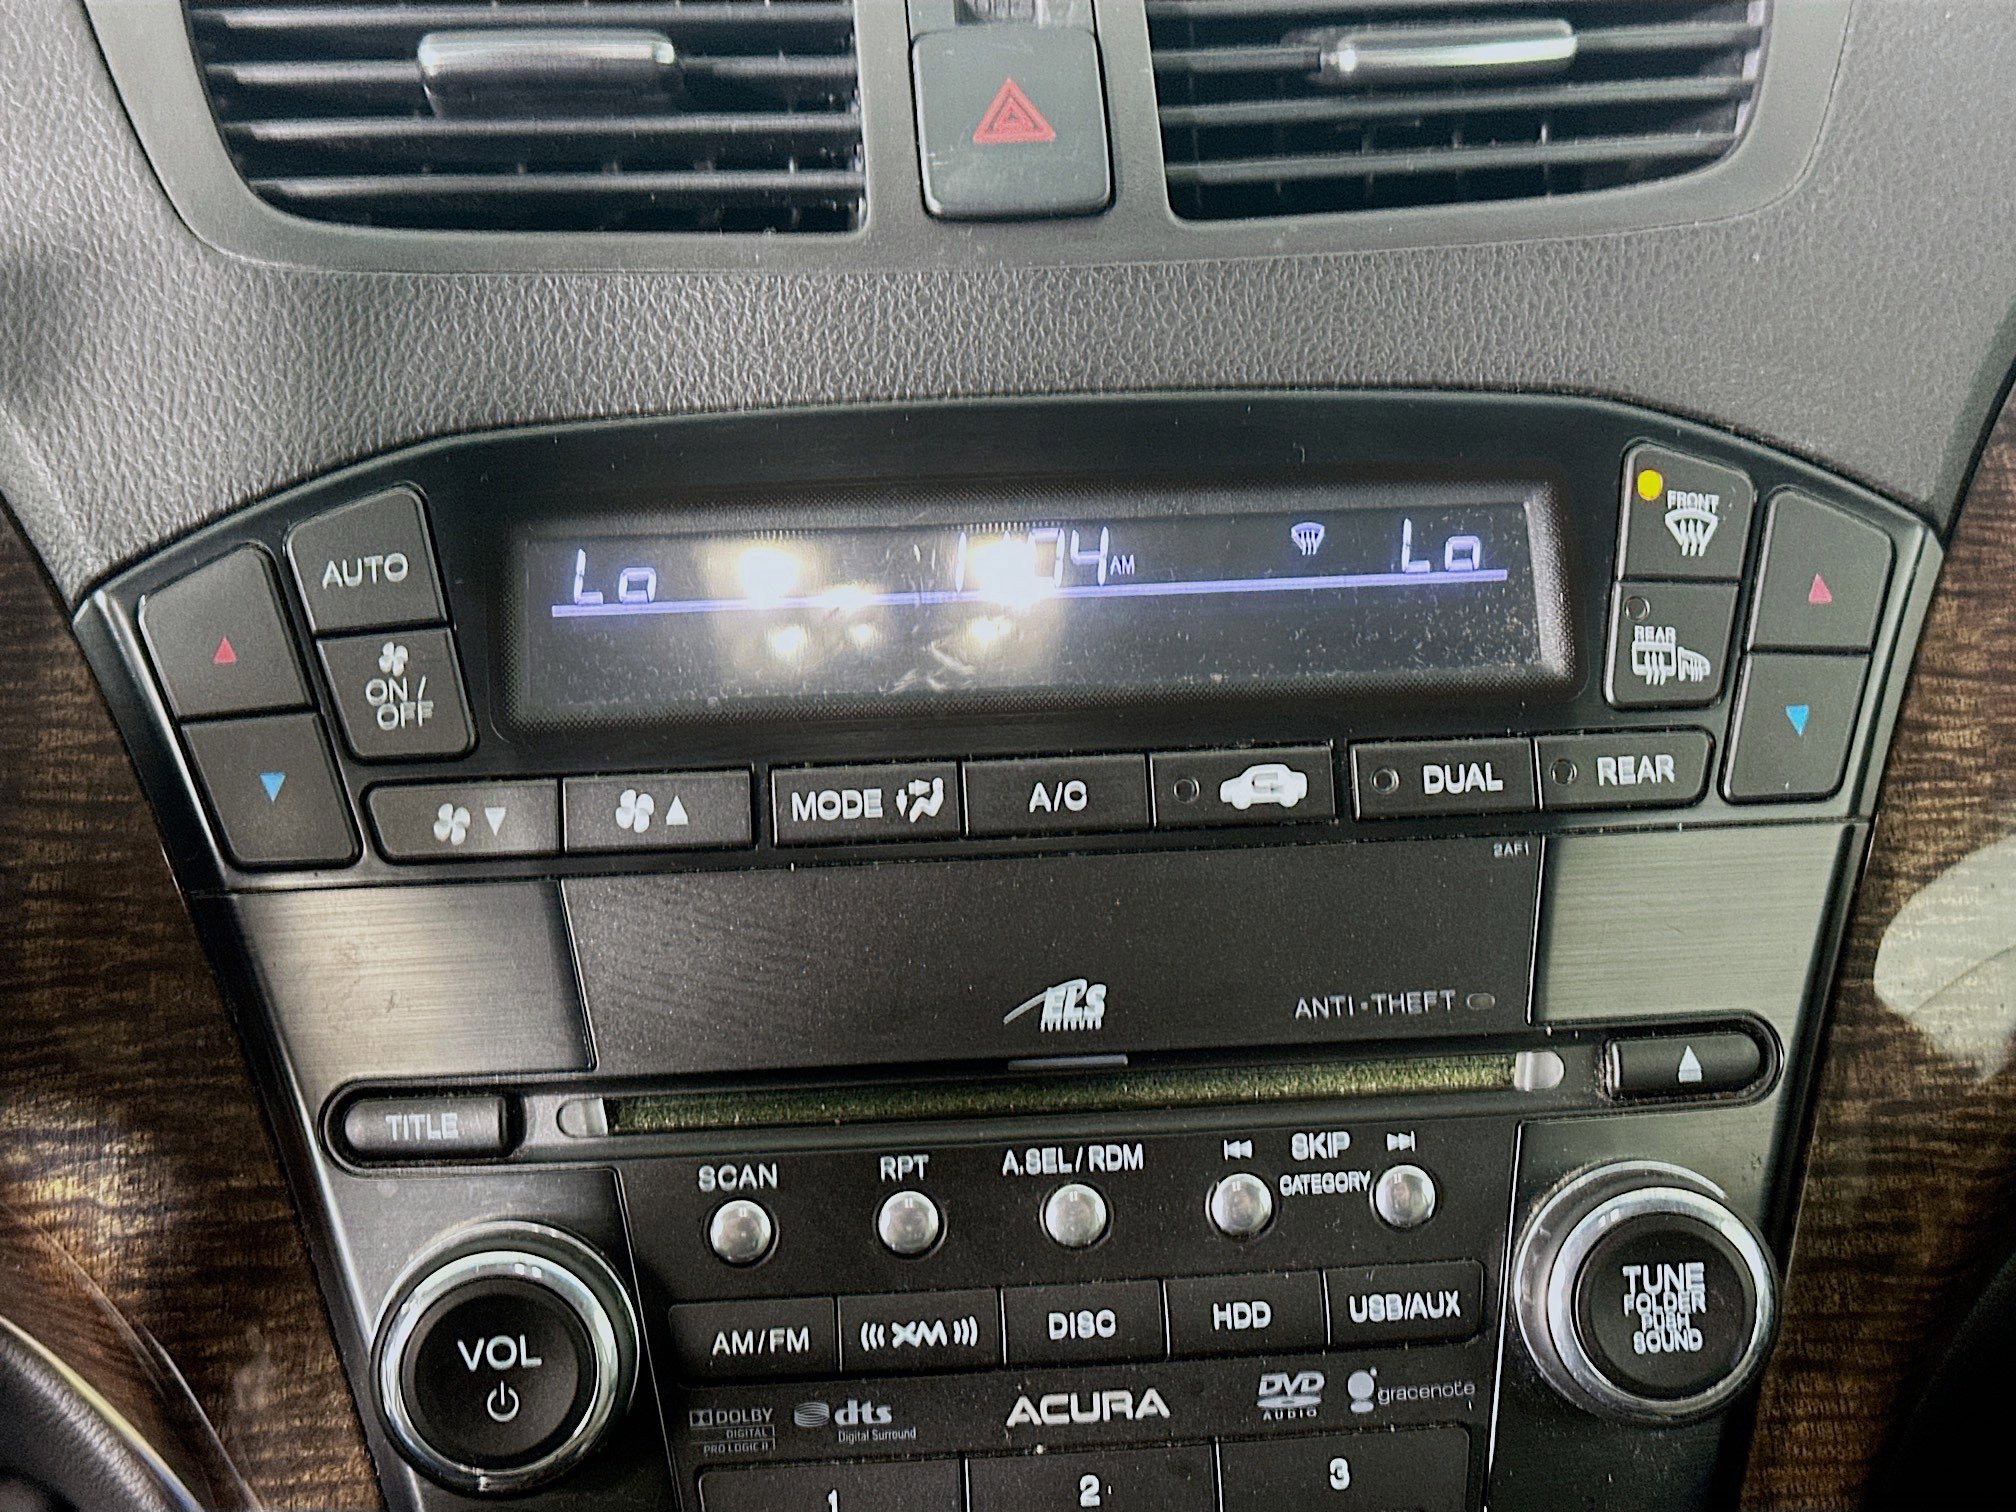 FRONT
AUTO
Lo
AM
Lo
REAR
ON /
OFF
MODE
A/C
DUAL
REAR
2AF1
ELS
SURROUND
ANTI-THEFT
TITLE
SCAN
RPT
A.SEL/RDM
SKIP
CATEGORY
TUNE
FOLDER
PUSH
SOUND
VOL
AM/FM
XM
DISC
HDD
USB/AUX
DOLBY
DIGITAL
PRO LOGIC II
dts
Digital Surround
ACURA
DVD
AUDIO
gracenote
1
2
3